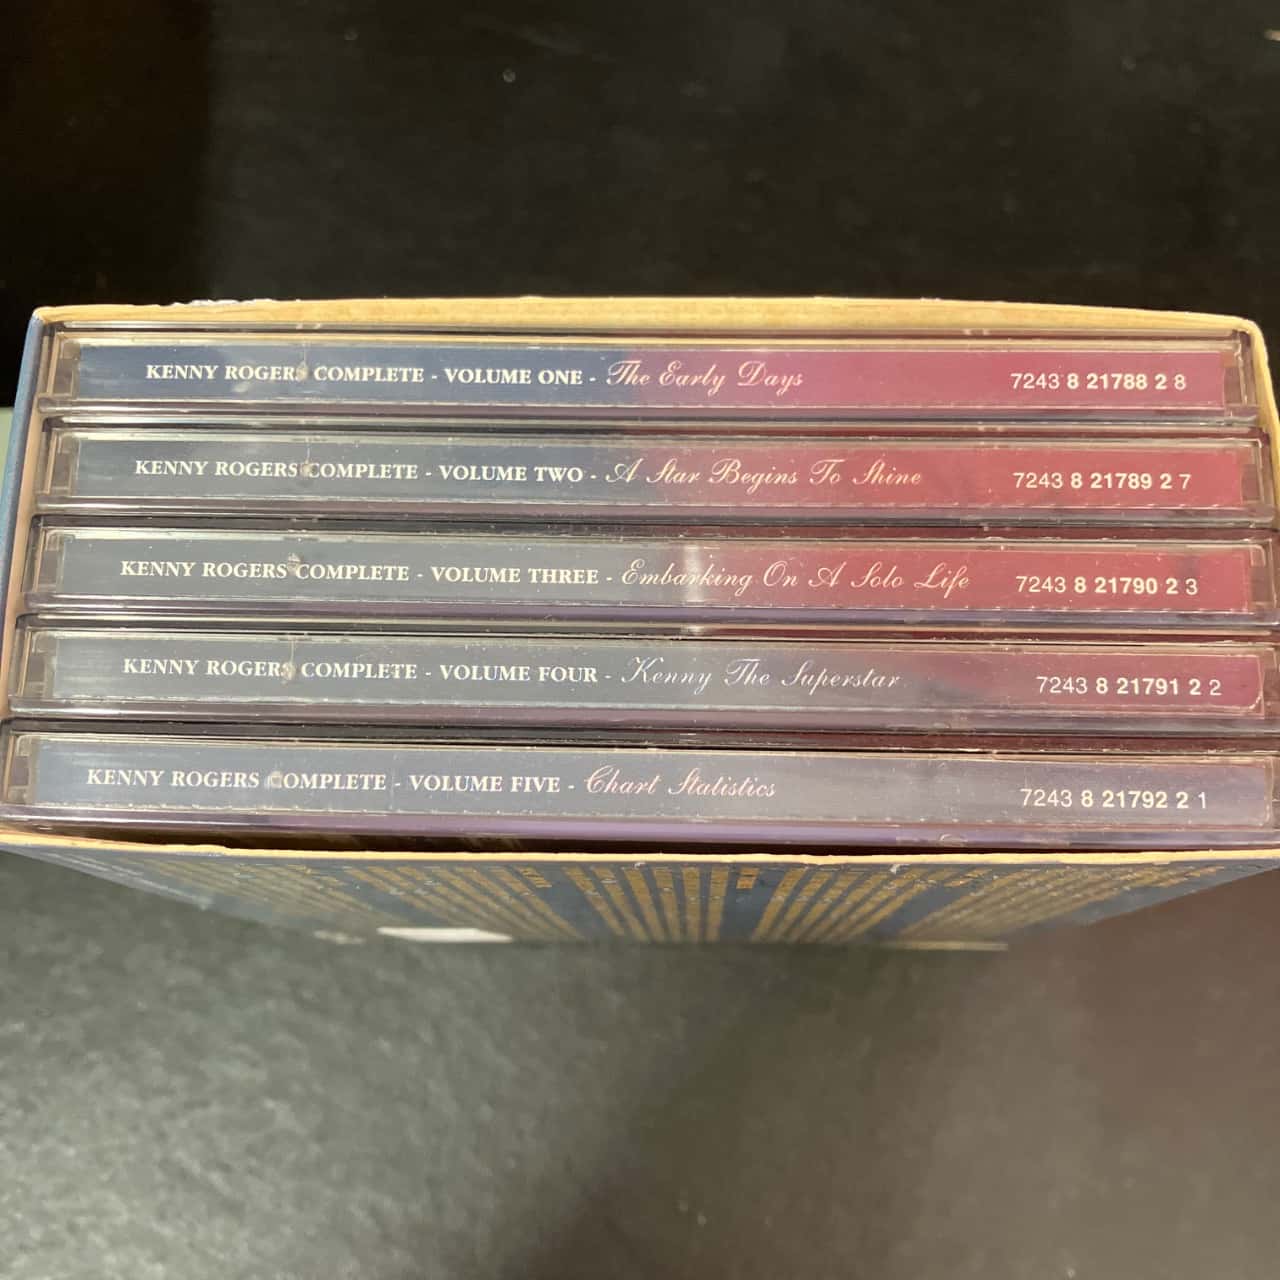 KENNY ROGERS COMPLETE - VOLUME ONE - The Early Days 7243 8 21788 2 8
KENNY ROGERS COMPLETE - VOLUME TWO - A Star Begins To Shine 7243 8 21789 2 7
KENNY ROGERS COMPLETE - VOLUME THREE - Embarking On A Solo Life 7243 8 21790 2 3
KENNY ROGERS COMPLETE - VOLUME FOUR - Kenny The Superstar 7243 8 21791 2 2
KENNY ROGERS COMPLETE - VOLUME FIVE - Chart Statistics 7243 8 21792 2 1